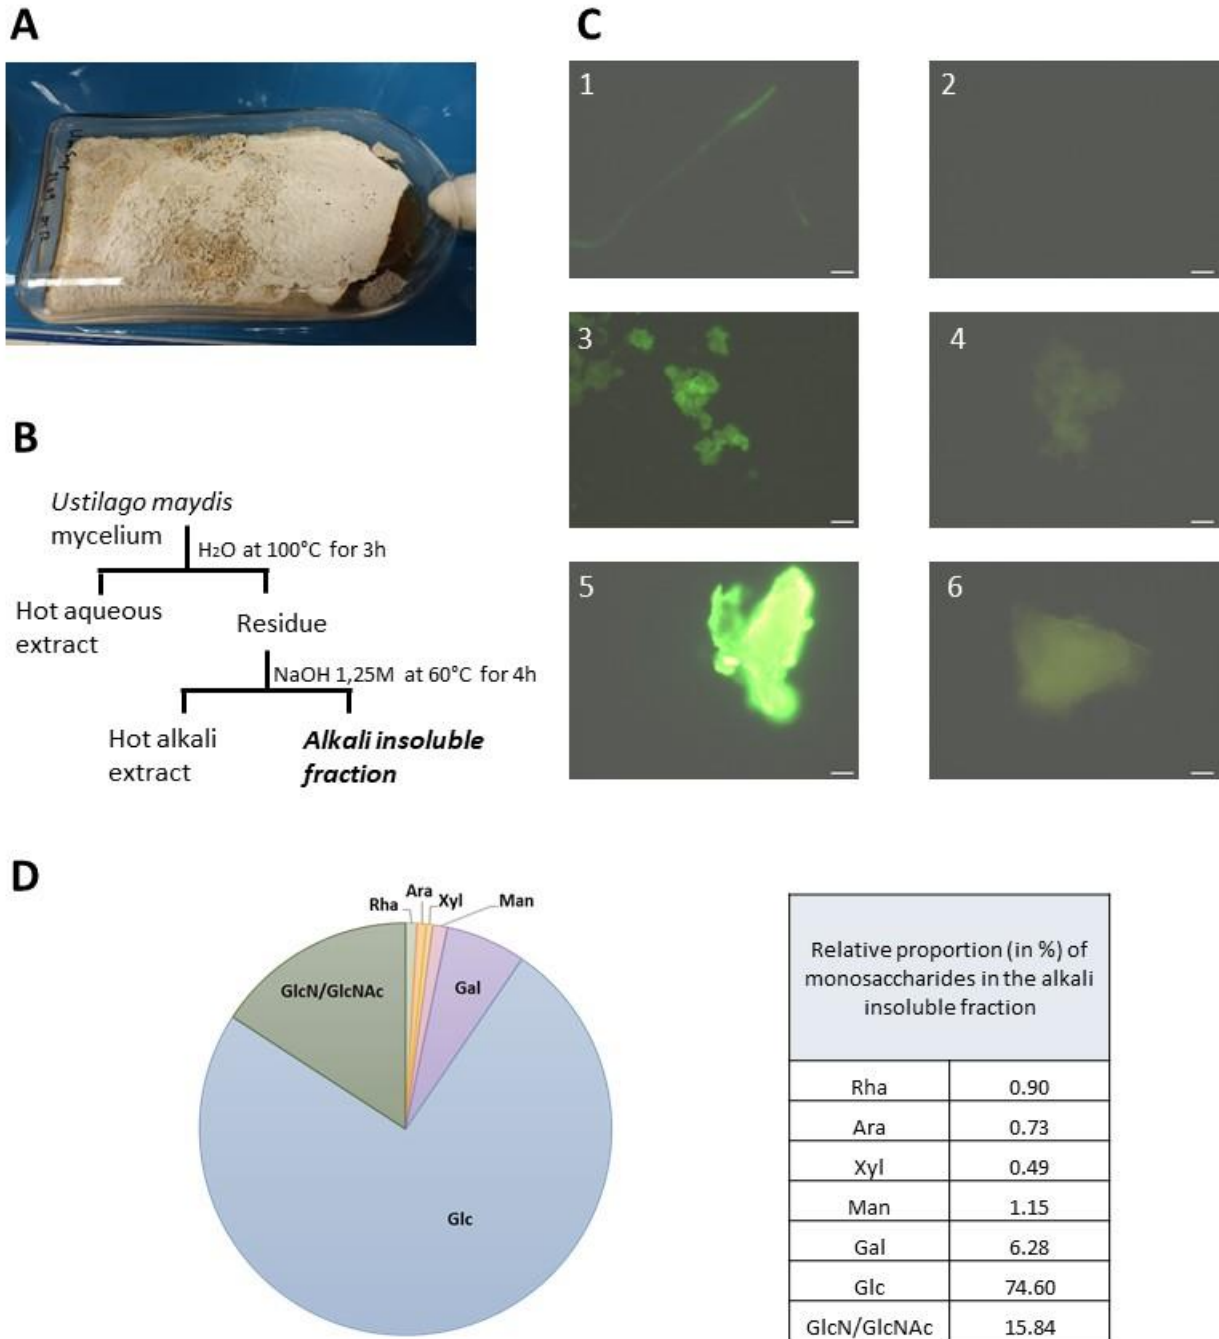 A
B
Ustilago maydis
mycelium
H₂O at 100°C for 3h
Hot aqueous
extract
Residue
NaOH 1,25M at 60°C for 4h
Hot alkali
extract
Alkali insoluble
fraction
C
1
2
3
4
5
6
D
Rha
Ara
Xyl
Man
Gal
GlcN/GlcNAc
Glc
Relative proportion (in %) of
monosaccharides in the alkali
insoluble fraction
Rha 0.90
Ara 0.73
Xyl 0.49
Man 1.15
Gal 6.28
Glc 74.60
GlcN/GlcNAc 15.84